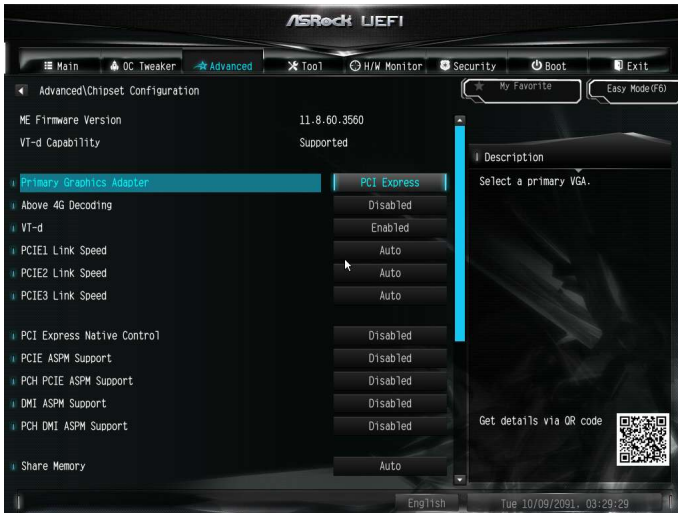 ASRock UEFI
Main OC Tweaker Advanced Tool H/W Monitor Security Boot Exit
Advanced\Chipset Configuration
My Favorite
Easy Mode(F6)
ME Firmware Version 11.8.60.3560
VT-d Capability Supported
Primary Graphics Adapter PCI Express
Above 4G Decoding Disabled
VT-d Enabled
PCIE1 Link Speed Auto
PCIE2 Link Speed Auto
PCIE3 Link Speed Auto
PCI Express Native Control Disabled
PCIE ASPM Support Disabled
PCH PCIE ASPM Support Disabled
DMI ASPM Support Disabled
PCH DMI ASPM Support Disabled
Share Memory Auto
Description
Select a primary VGA.
Get details via QR code
English
Tue 10/09/2091, 03:29:29